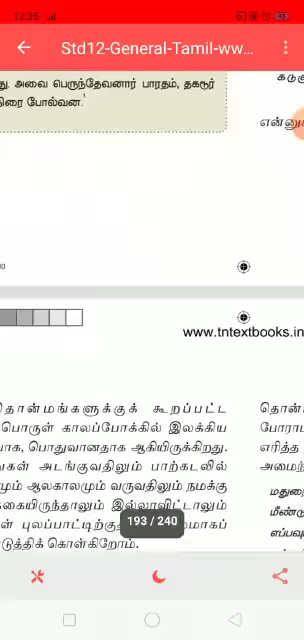 12:35
Std12-General-Tamil-ww...
து. அவை பெருந்தேவனார் பாரதம், தகடூர்
திரை போல்வன.
என்னு
www.tntextbooks.in
தொன்மங்களுக்குக் கூறப்பட்ட
பொருள் காலப்போக்கில் இலக்கிய
பாக, பொதுவானதாக ஆகியிருக்கிறது.
கள் அடங்குவதிலும் பாற்கடலில்
மும் ஆலகாலமும் வருவதிலும் நமக்கு
கையிருந்தாலும் இல்லாவிட்டாலும்
ள் புலப்பாட்டிற்கு மாகப்
டுத்திக் கொள்கிறோம்.
193 / 240
தொன்
போரா
எரித்த
அமைந்
மதுரை
மீண்டு
எப்பவு